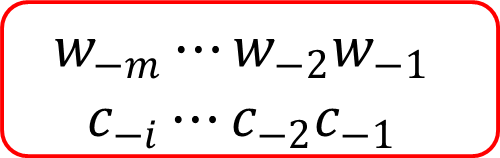 w₋ₘ ⋯ w₋₂w₋₁
c₋ᵢ ⋯ c₋₂c₋₁